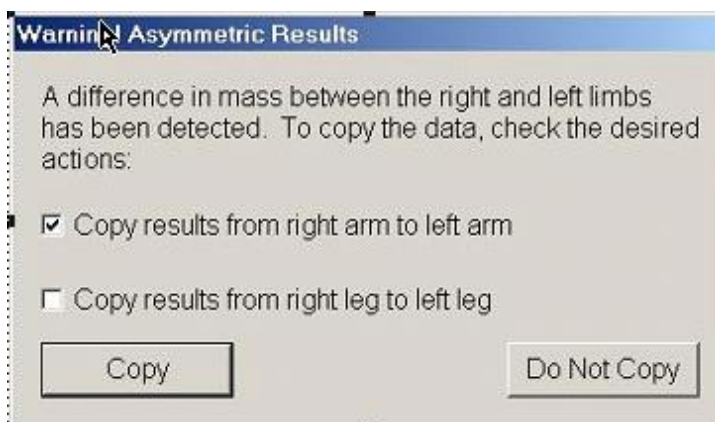 Warning! Asymmetric Results
A difference in mass between the right and left limbs
has been detected. To copy the data, check the desired
actions:
Copy results from right arm to left arm
Copy results from right leg to left leg
Copy
Do Not Copy